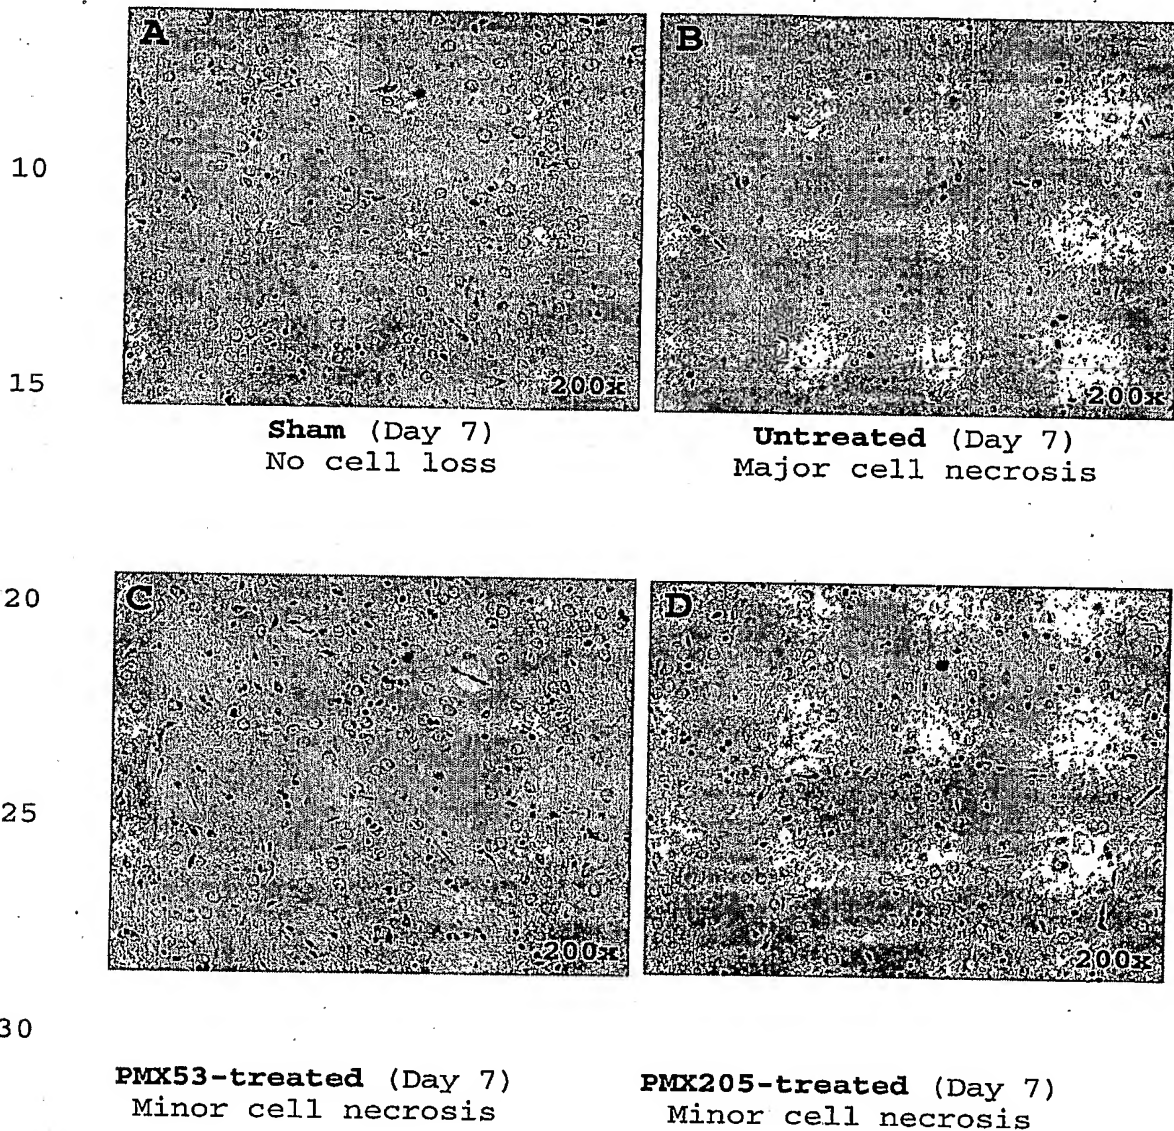 A B
10
15
200x 200x
Sham (Day 7) Untreated (Day 7)
No cell loss Major cell necrosis
20
C D
25
200x 200x
30
PMX53-treated (Day 7) PMX205-treated (Day 7)
Minor cell necrosis Minor cell necrosis